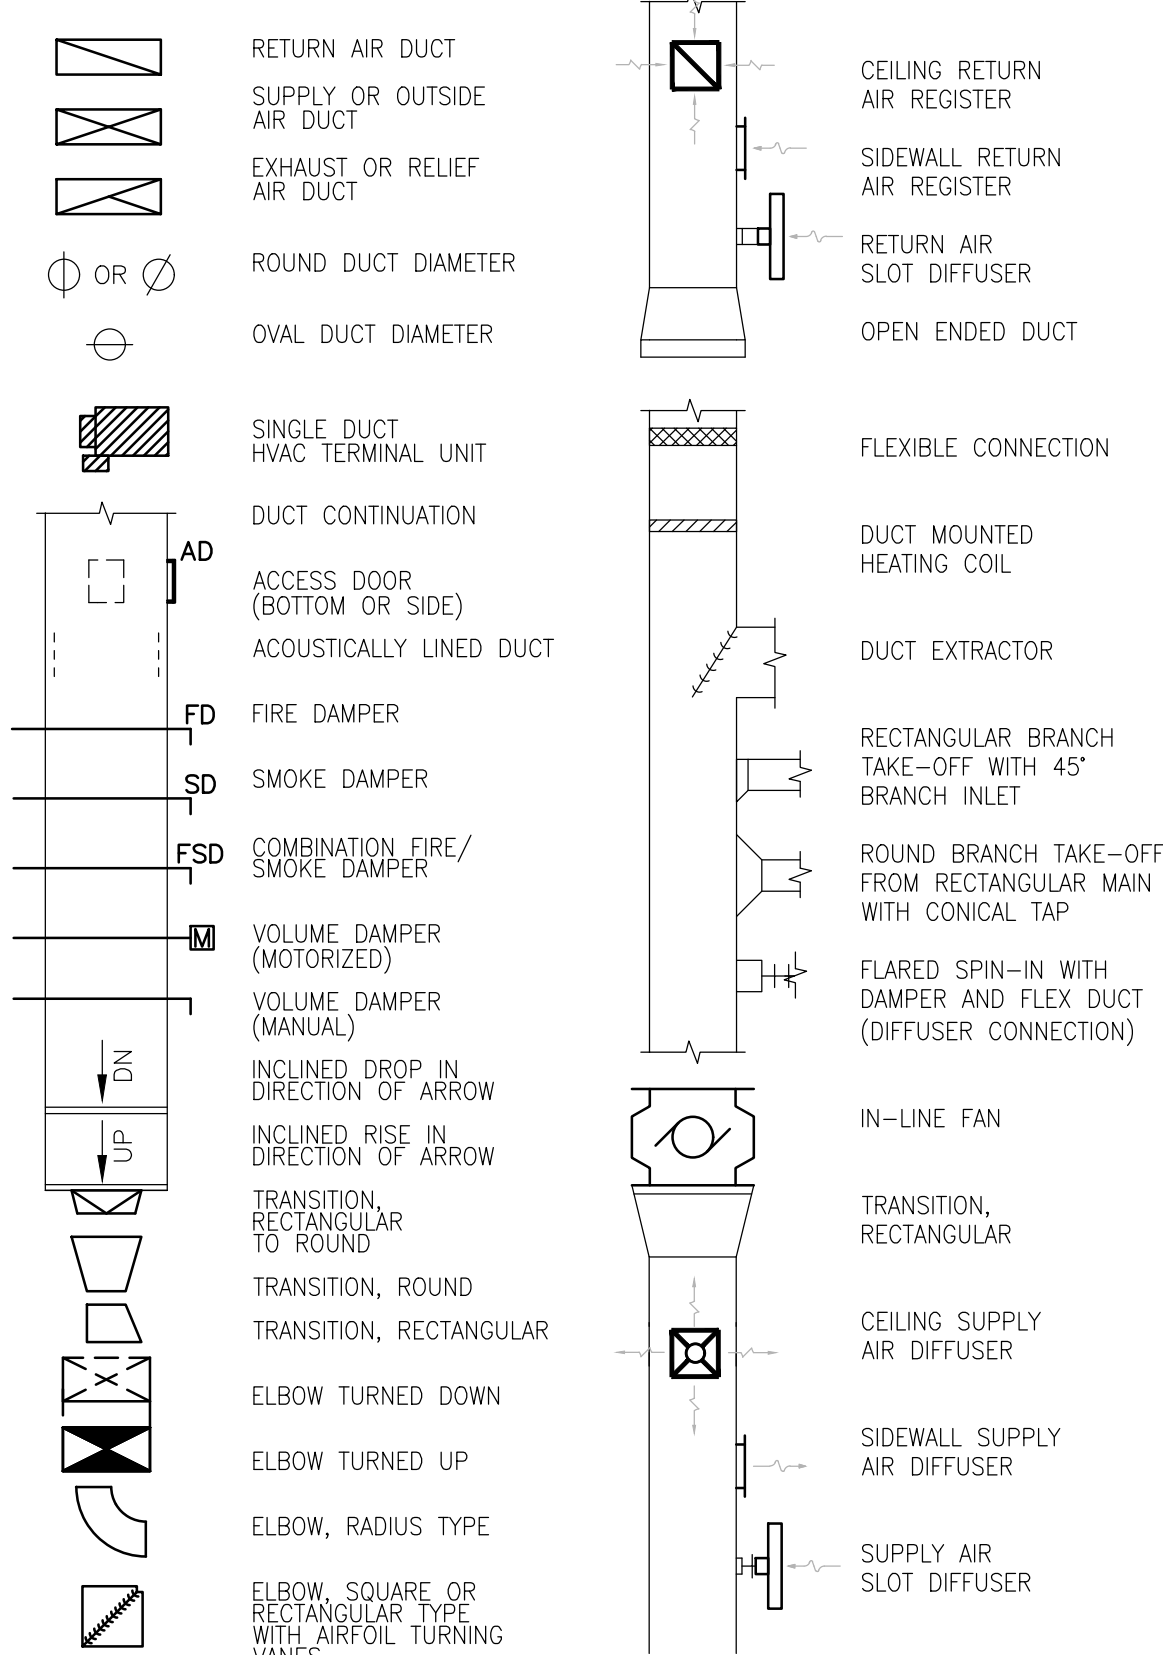 RETURN AIR DUCT
SUPPLY OR OUTSIDE
AIR DUCT
EXHAUST OR RELIEF
AIR DUCT
OR
ROUND DUCT DIAMETER
OVAL DUCT DIAMETER
SINGLE DUCT
HVAC TERMINAL UNIT
DUCT CONTINUATION
AD
ACCESS DOOR
(BOTTOM OR SIDE)
ACOUSTICALLY LINED DUCT
FD
FIRE DAMPER
SD
SMOKE DAMPER
FSD
COMBINATION FIRE/
SMOKE DAMPER
M
VOLUME DAMPER
(MOTORIZED)
VOLUME DAMPER
(MANUAL)
DN
INCLINED DROP IN
DIRECTION OF ARROW
UP
INCLINED RISE IN
DIRECTION OF ARROW
TRANSITION,
RECTANGULAR
TO ROUND
TRANSITION, ROUND
TRANSITION, RECTANGULAR
ELBOW TURNED DOWN
ELBOW TURNED UP
ELBOW, RADIUS TYPE
ELBOW, SQUARE OR
RECTANGULAR TYPE
WITH AIRFOIL TURNING
VANES
CEILING RETURN
AIR REGISTER
SIDEWALL RETURN
AIR REGISTER
RETURN AIR
SLOT DIFFUSER
OPEN ENDED DUCT
FLEXIBLE CONNECTION
DUCT MOUNTED
HEATING COIL
DUCT EXTRACTOR
RECTANGULAR BRANCH
TAKE-OFF WITH 45°
BRANCH INLET
ROUND BRANCH TAKE-OFF
FROM RECTANGULAR MAIN
WITH CONICAL TAP
FLARED SPIN-IN WITH
DAMPER AND FLEX DUCT
(DIFFUSER CONNECTION)
IN-LINE FAN
TRANSITION,
RECTANGULAR
CEILING SUPPLY
AIR DIFFUSER
SIDEWALL SUPPLY
AIR DIFFUSER
SUPPLY AIR
SLOT DIFFUSER